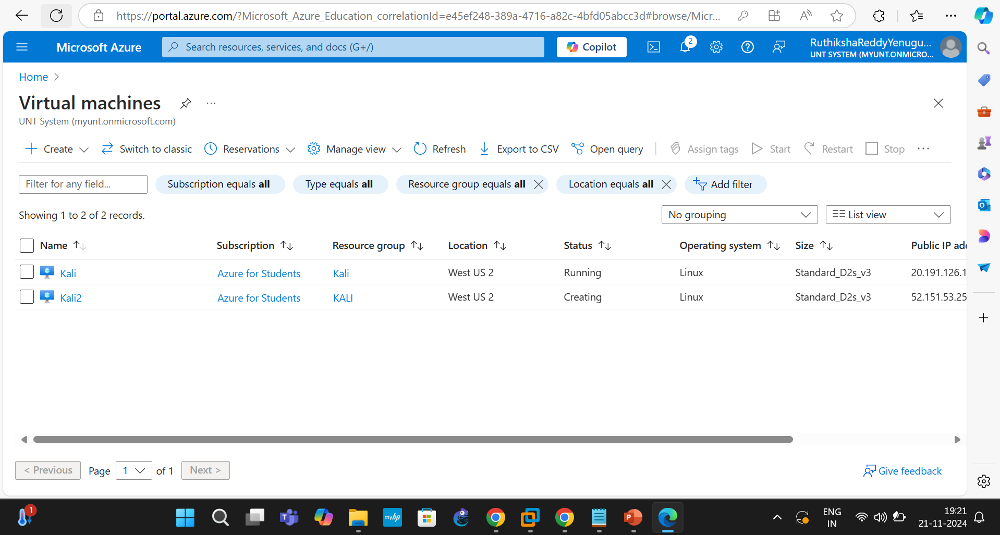 https://portal.azure.com/?Microsoft_Azure_Education_correlationId=e45ef248-389a-4716-a82c-4bfd05abcc3d#browse/Micr...
Microsoft Azure
Search resources, services, and docs (G+/)
Copilot
2
RuthikshaReddyYenugu...
UNT SYSTEM (MYUNT.ONMICRO...
Home >
Virtual machines
UNT System (myunt.onmicrosoft.com)
Create Switch to classic Reservations Manage view Refresh Export to CSV Open query Assign tags Start Restart Stop
Filter for any field... Subscription equals all Type equals all Resource group equals all Location equals all Add filter
Showing 1 to 2 of 2 records. No grouping List view
Name Subscription Resource group Location Status Operating system Size Public IP
Kali Azure for Students Kali West US 2 Running Linux Standard_D2s_v3 20.191.126.1
Kali2 Azure for Students KALI West US 2 Creating Linux Standard_D2s_v3 52.151.53.25
< Previous Page 1 of 1 Next >
Give feedback
1
myhp
ENG
IN
19:21
21-11-2024